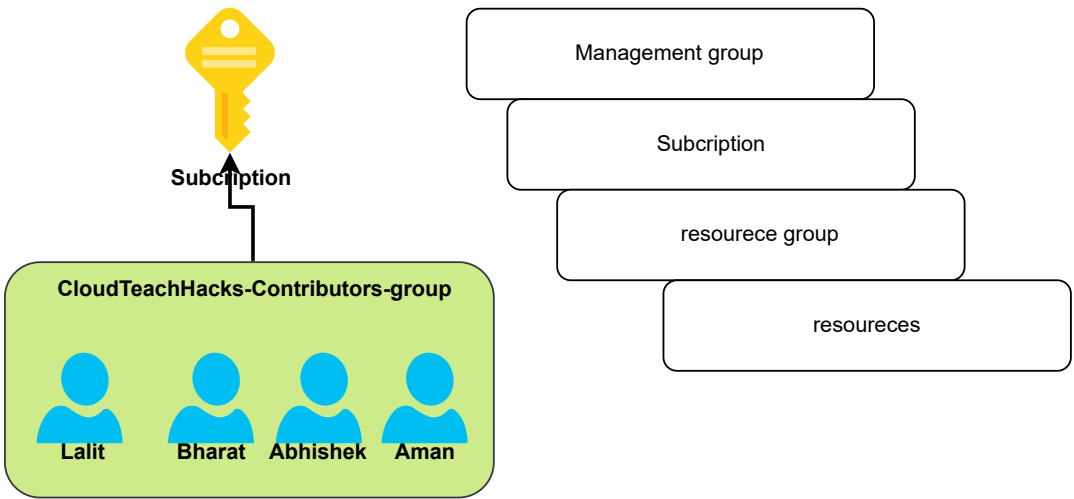 Subcription
CloudTeachHacks-Contributors-group
Lalit
Bharat
Abhishek
Aman
Management group
Subcription
resourece group
resoureces